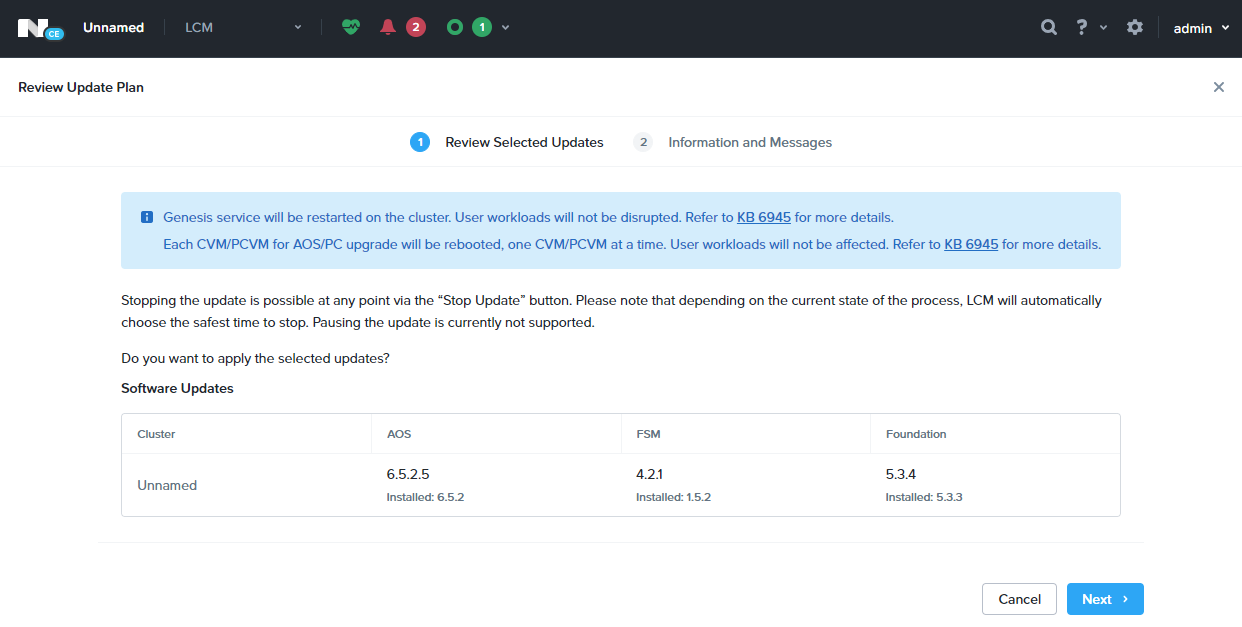 N CE Unnamed LCM 2 1 ? admin
Review Update Plan
1 Review Selected Updates 2 Information and Messages
Genesis service will be restarted on the cluster. User workloads will not be disrupted. Refer to KB 6945 for more details.
Each CVM/PCVM for AOS/PC upgrade will be rebooted, one CVM/PCVM at a time. User workloads will not be affected. Refer to KB 6945 for more details.
Stopping the update is possible at any point via the “Stop Update” button. Please note that depending on the current state of the process, LCM will automatically
choose the safest time to stop. Pausing the update is currently not supported.
Do you want to apply the selected updates?
Software Updates
Cluster AOS FSM Foundation
Unnamed
6.5.2.5 4.2.1 5.3.4
Installed: 6.5.2 Installed: 1.5.2 Installed: 5.3.3
Cancel Next